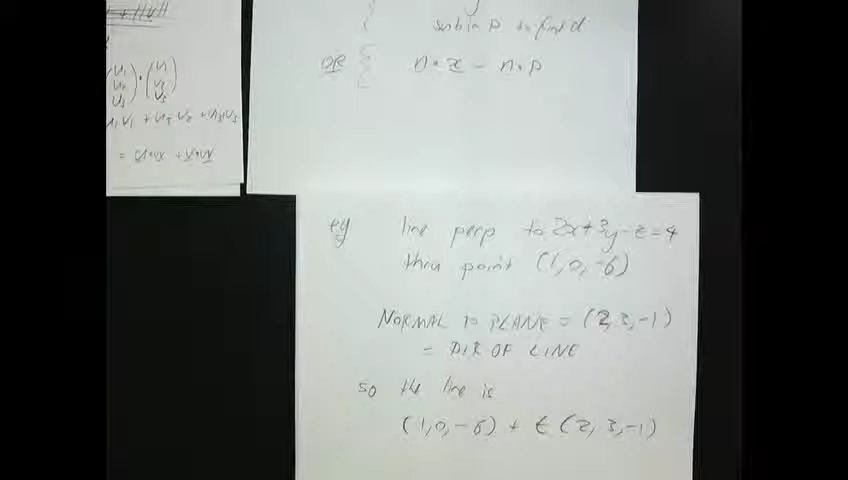 (u₁ u₂ u₃) · (v₁ v₂ v₃)
u₁v₁ + u₂v₂ + u₃v₃
sub in p to find d
OR n • x = n • p
eg line perp to 2x+3y-z=4
thru point (1,0,-6)
NORMAL TO PLANE = (2,3,-1)
= DIR OF LINE
so the line is
(1,0,-6) + t (2,3,-1)